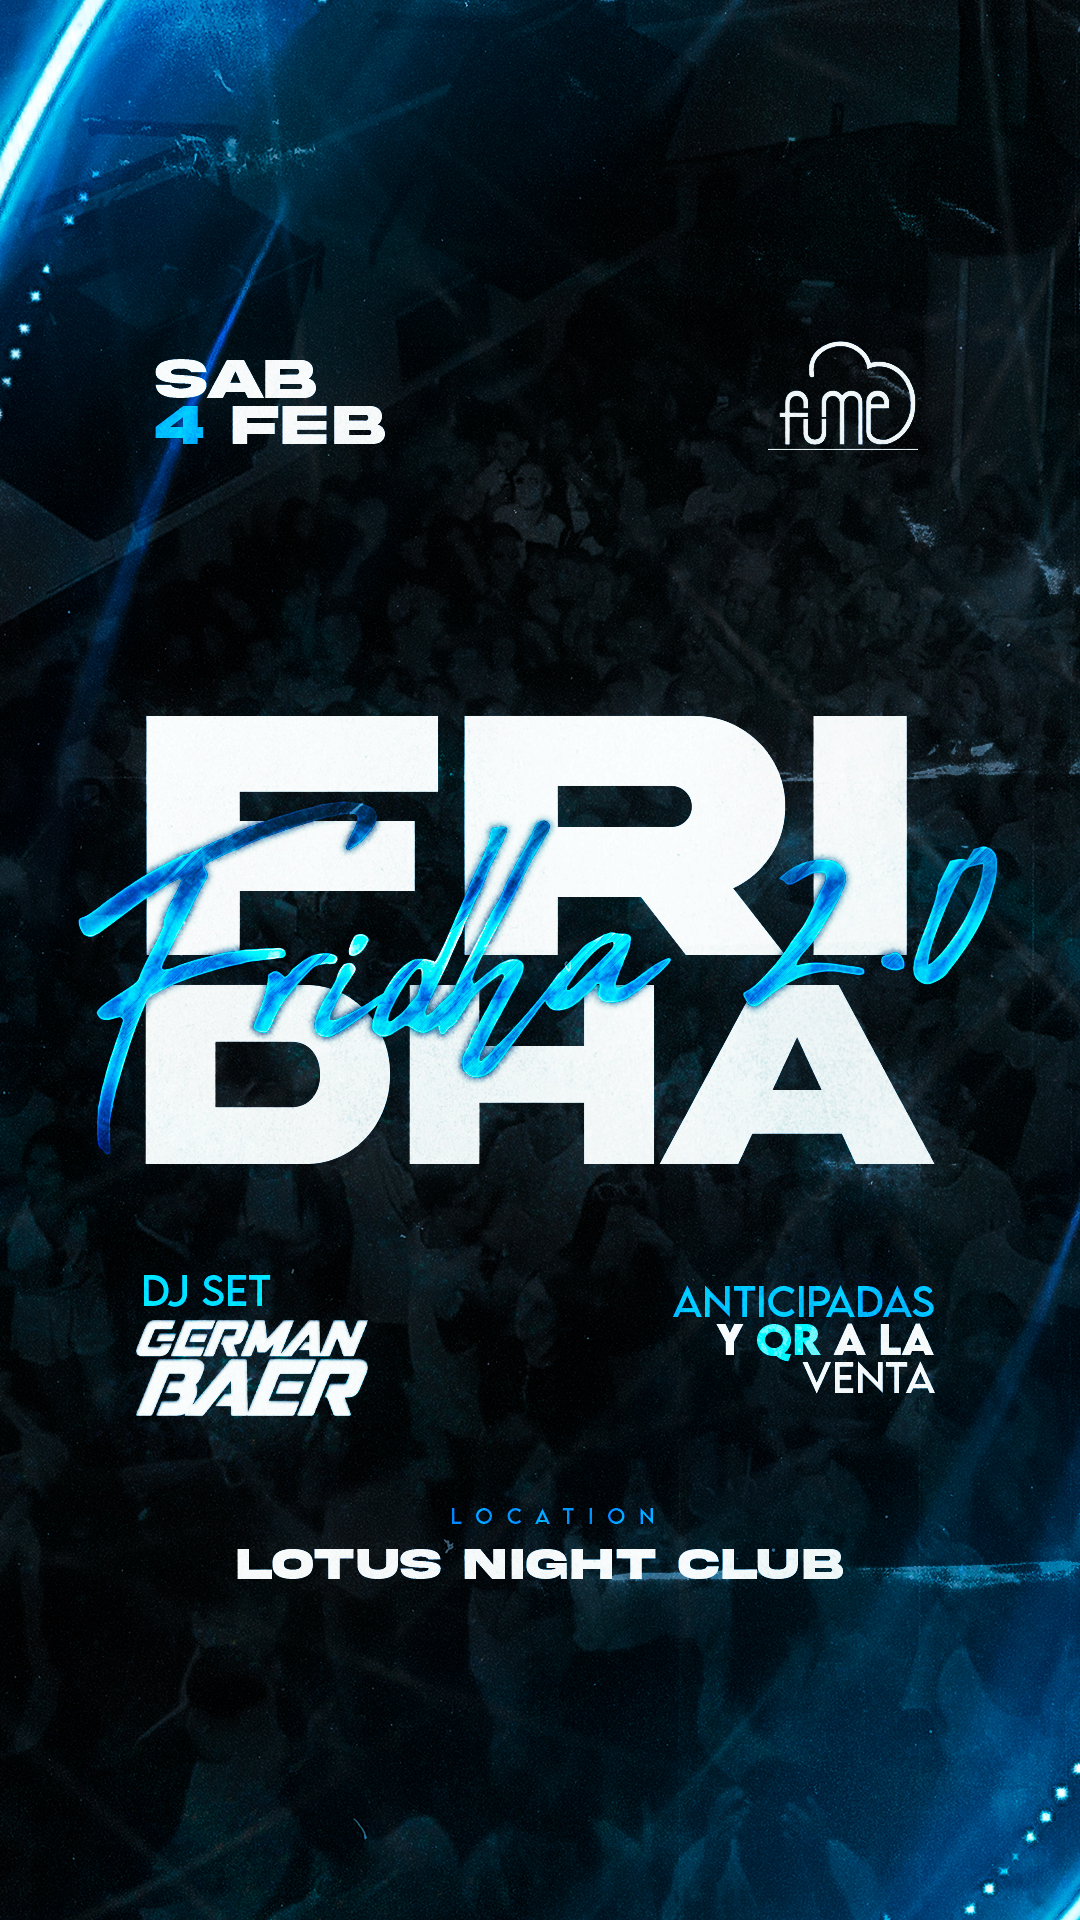 SAB
4 FEB
fume
FRI
Fridha 2.0
DHA
DJ SET
GERMAN
BAER
ANTICIPADAS
Y QR A LA
VENTA
LOCATION
LOTUS NIGHT CLUB